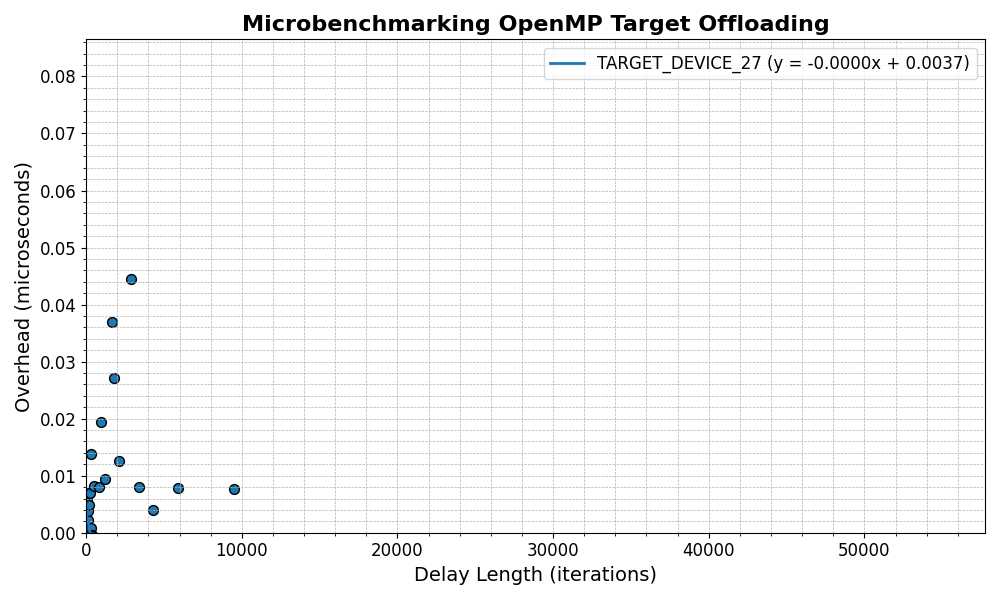 Microbenchmarking OpenMP Target Offloading
TARGET_DEVICE_27 (y = -0.0000x + 0.0037)
Overhead (microseconds)
0.08
0.07
0.06
0.05
0.04
0.03
0.02
0.01
0.00
0 10000 20000 30000 40000 50000
Delay Length (iterations)